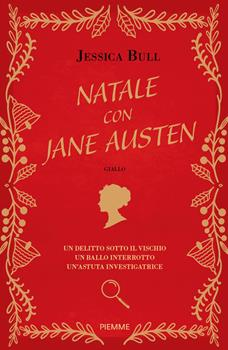 JESSICA BULL
NATALE
CON
JANE AUSTEN
GIALLO
UN DELITTO SOTTO IL VISCHIO
UN BALLO INTERROTTO
UN'ASTUTA INVESTIGATRICE
PIEMME